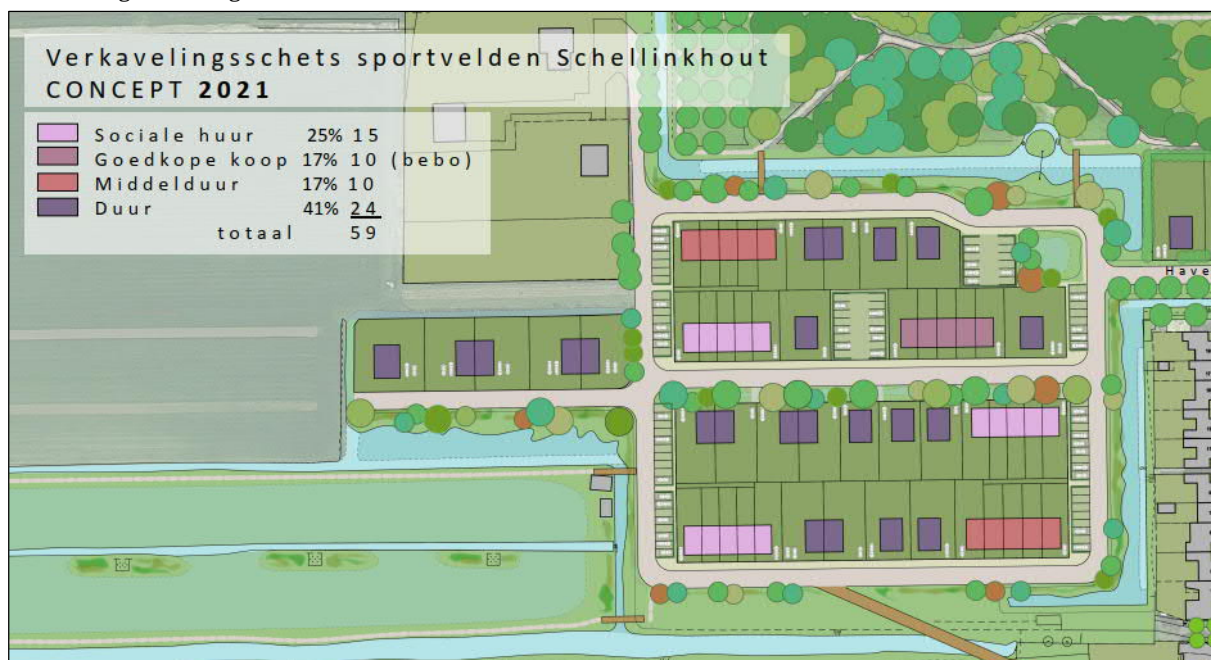 Verkavelingsschets sportvelden Schellinkhout
CONCEPT 2021
Sociale huur 25% 15
Goedkope koop 17% 10 (bebo)
Middelduur 17% 10
Duur 41% 24
totaal 59
Have